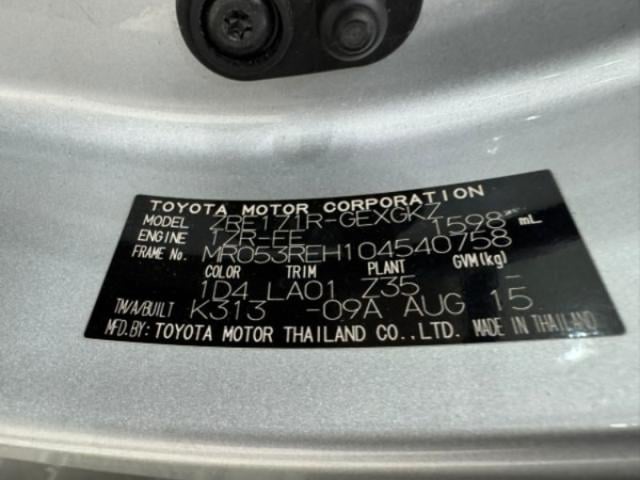 TOYOTA MOTOR CORPORATION
MODEL ZRE171R-GEXGKZ
ENGINE 1ZR-FE 1598 mL
FRAME No. MR053REH104540758
COLOR TRIM PLANT GVM(kg)
1D4 LA01 Z35 -
TM/A/BUILT K313 -09A AUG 15
MFD.BY: TOYOTA MOTOR THAILAND CO.,LTD. MADE IN THAILAND